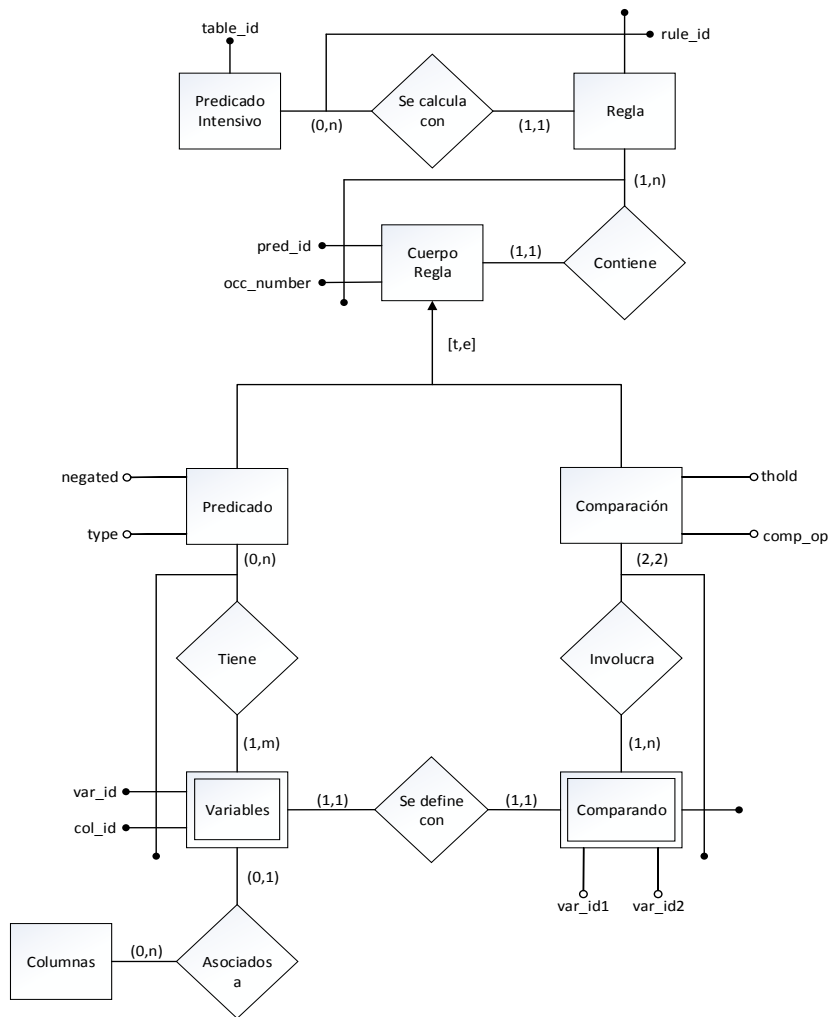 table_id
rule_id
Predicado
Intensivo
(0,n)
Se calcula
con
(1,1)
Regla
(1,n)
pred_id
occ_number
Cuerpo
Regla
(1,1)
Contiene
[t,e]
negated
type
Predicado
(0,n)
Comparación
thold
comp_op
(2,2)
Tiene
Involucra
(1,m)
(1,n)
var_id
col_id
Variables
(1,1)
Se define
con
(1,1)
Comparando
(0,1)
var_id1
var_id2
Columnas
(0,n)
Asociados
a